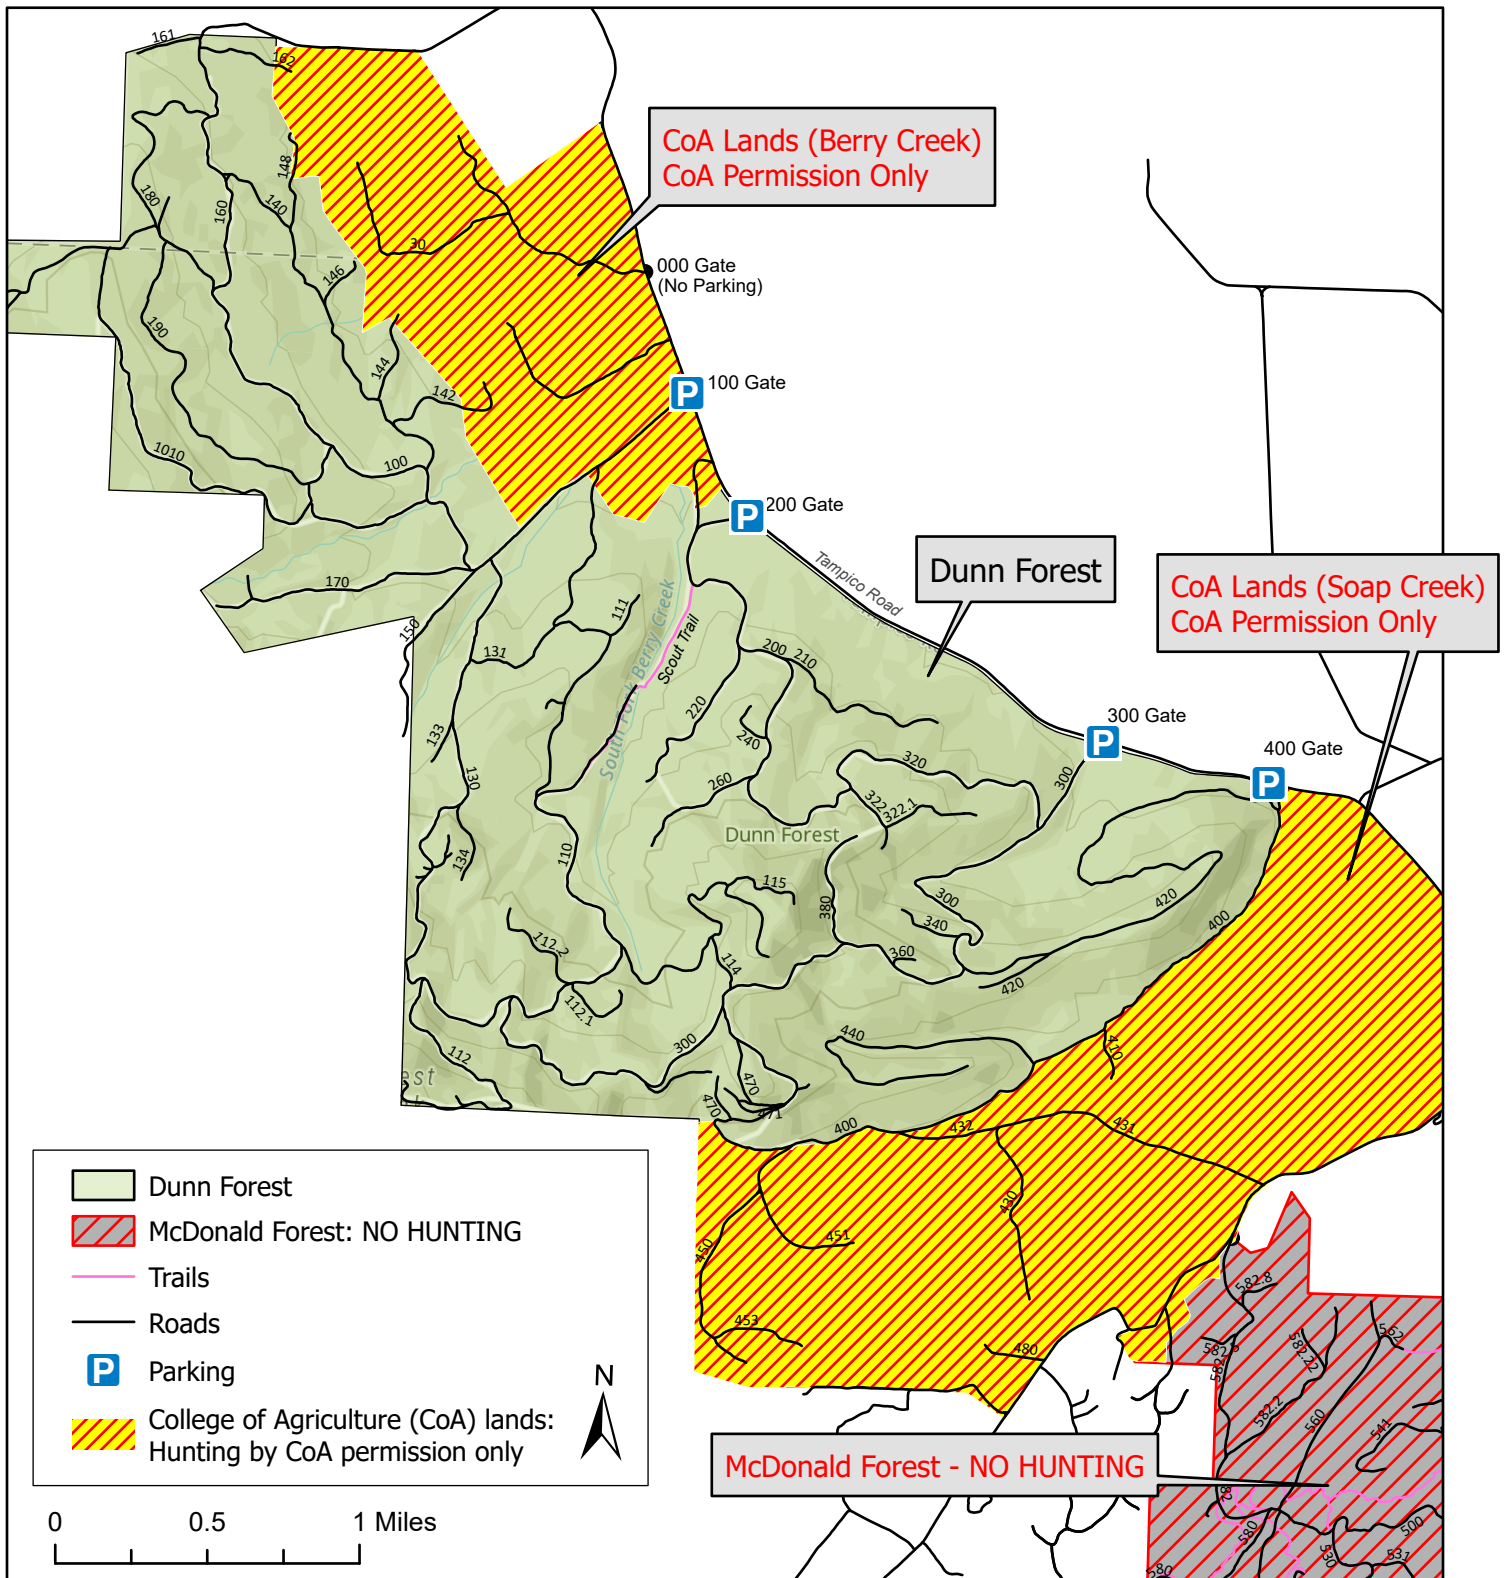 161
162
CoA Lands (Berry Creek)
CoA Permission Only
148
180
140
160
30
146
000 Gate
(No Parking)
190
144
142
100 Gate
P
1010
100
200 Gate
P
Tampico Road
Dunn Forest
CoA Lands (Soap Creek)
CoA Permission Only
170
111
150
131
South Fork Berry Creek
Scout Trail
200
210
220
133
240
300 Gate
P
400 Gate
P
130
260
320
300
322
322.1
Dunn Forest
110
134
115
380
300
340
420
400
112.2
114
360
420
112.1
440
410
300
112
est
470
470
471
400
432
431
430
451
450
453
480
582.8
562
582.22
582
582.2
560
541
McDonald Forest - NO HUNTING
82
580
500
530
531
580
Dunn Forest
McDonald Forest: NO HUNTING
Trails
Roads
P
Parking
College of Agriculture (CoA) lands:
Hunting by CoA permission only
N
0
0.5
1 Miles